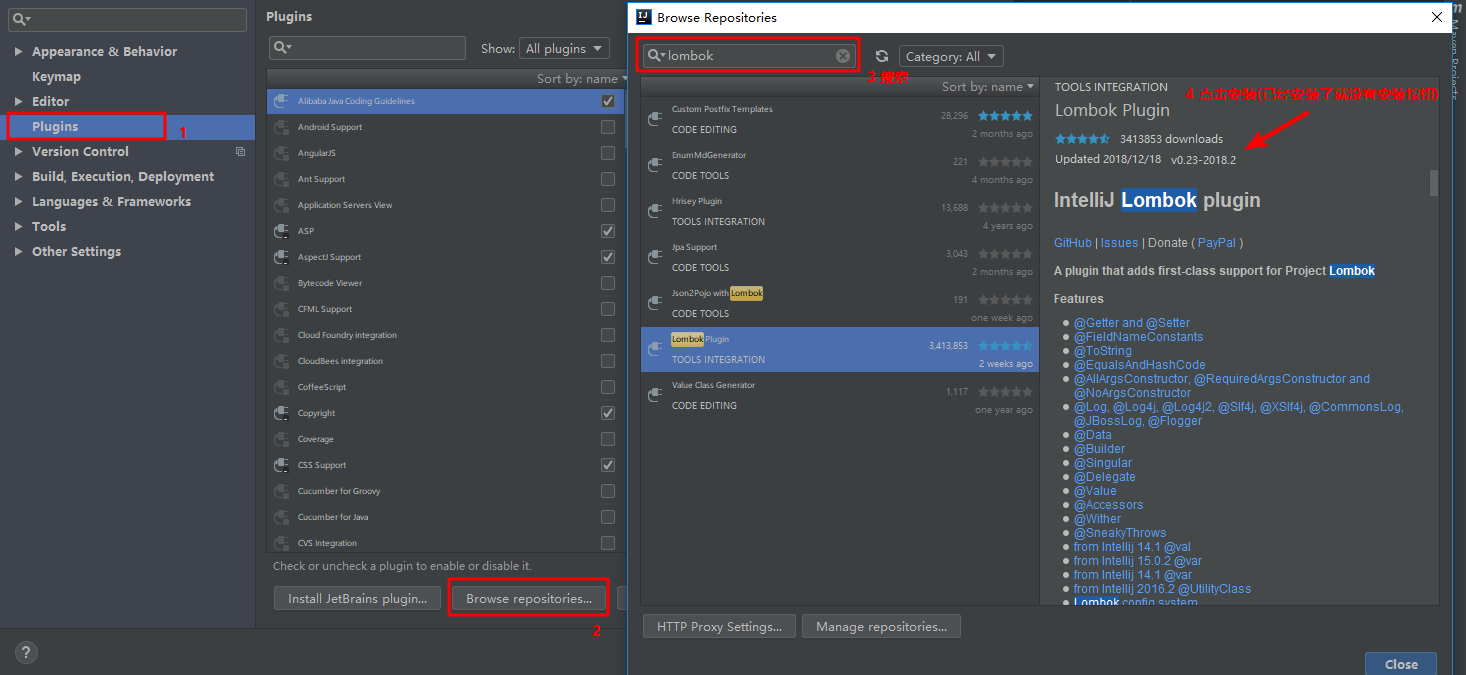 Appearance & Behavior
Keymap
Editor
Plugins
1
Version Control
Build, Execution, Deployment
Languages & Frameworks
Tools
Other Settings
?
Plugins
Show: All plugins
Sort by: name
Alibaba Java Coding Guidelines
Android Support
AngularJS
Ant Support
Application Servers View
ASP
AspectJ Support
Bytecode Viewer
CFML Support
Cloud Foundry integration
CloudBees integration
CoffeeScript
Copyright
Coverage
CSS Support
Cucumber for Groovy
Cucumber for Java
CVS Integration
Check or uncheck a plugin to enable or disable it.
Install JetBrains plugin...
Browse repositories...
2
Browse Repositories
lombok
Category: All
3 搜索
Sort by: name
Custom Postfix Templates
28,296
CODE EDITING
2 months ago
EnumMdGenerator
221
CODE TOOLS
4 months ago
Hrisey Plugin
13,688
TOOLS INTEGRATION
4 years ago
Jpa Support
3,043
CODE TOOLS
2 months ago
Json2Pojo with Lombok
191
CODE TOOLS
one week ago
Lombok Plugin
3,413,853
TOOLS INTEGRATION
2 weeks ago
Value Class Generator
1,117
CODE EDITING
one year ago
HTTP Proxy Settings...
Manage repositories...
TOOLS INTEGRATION
4 点击安装(已经安装了就没有安装按钮)
Lombok Plugin
3413853 downloads
Updated 2018/12/18 v0.23-2018.2
IntelliJ Lombok plugin
GitHub | Issues | Donate ( PayPal )
A plugin that adds first-class support for Project Lombok
Features
@Getter and @Setter
@FieldNameConstants
@ToString
@EqualsAndHashCode
@AllArgsConstructor, @RequiredArgsConstructor and
@NoArgsConstructor
@Log, @Log4j, @Log4j2, @Slf4j, @XSlf4j, @CommonsLog,
@JBossLog, @Flogger
@Data
@Builder
@Singular
@Delegate
@Value
@Accessors
@Wither
@SneakyThrows
from Intellij 14.1 @val
from Intellij 15.0.2 @var
from Intellij 14.1 @var
from Intellij 2016.2 @UtilityClass
Lombok config system
Close
m
Maven Projects